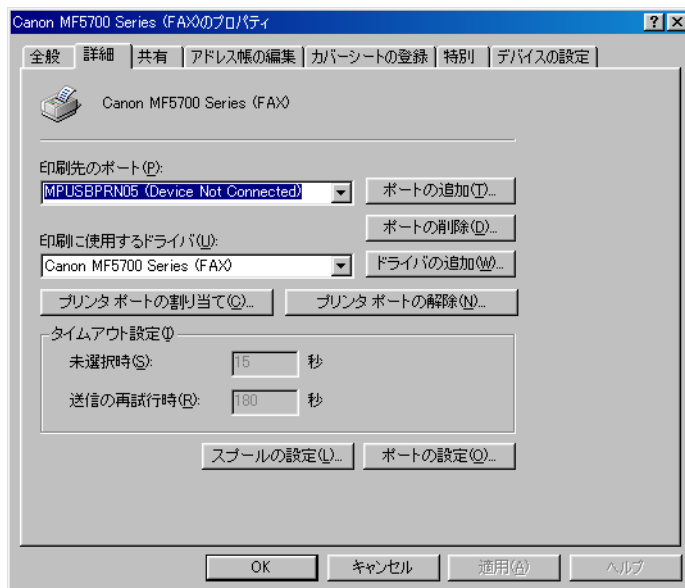 Canon MF5700 Series (FAX)のプロパティ
全般 詳細 共有 アドレス帳の編集 カバーシートの登録 特別 デバイスの設定
Canon MF5700 Series (FAX)
印刷先のポート(P):
MPUSBPRN05 (Device Not Connected)
ポートの追加(T)...
ポートの削除(D)...
印刷に使用するドライバ(U):
Canon MF5700 Series (FAX)
ドライバの追加(W)...
プリンタ ポートの割り当て(C)... プリンタ ポートの解除(N)...
タイムアウト設定(I)
未選択時(S): 15 秒
送信の再試行時(R): 180 秒
スプールの設定(L)... ポートの設定(O)...
OK キャンセル 適用(A) ヘルプ